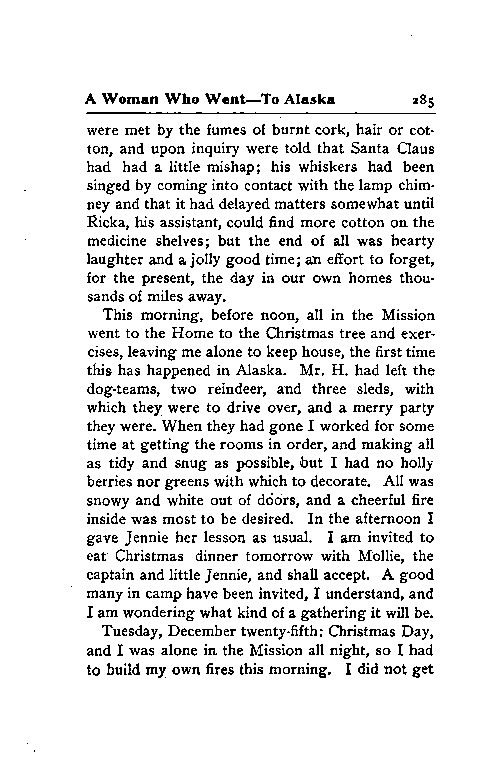 A Woman Who Went—To Alaska 285
were met by the fumes of burnt cork, hair or cot-
ton, and upon inquiry were told that Santa Claus
had had a little mishap; his whiskers had been
singed by coming into contact with the lamp chim-
ney and that it had delayed matters somewhat until
Ricka, his assistant, could find more cotton on the
medicine shelves; but the end of all was hearty
laughter and a jolly good time; an effort to forget,
for the present, the day in our own homes thou-
sands of miles away.
This morning, before noon, all in the Mission
went to the Home to the Christmas tree and exer-
cises, leaving me alone to keep house, the first time
this has happened in Alaska. Mr. H. had left the
dog-teams, two reindeer, and three sleds, with
which they were to drive over, and a merry party
they were. When they had gone I worked for some
time at getting the rooms in order, and making all
as tidy and snug as possible, but I had no holly
berries nor greens with which to decorate. All was
snowy and white out of doors, and a cheerful fire
inside was most to be desired. In the afternoon I
gave Jennie her lesson as usual. I am invited to
eat Christmas dinner tomorrow with Mollie, the
captain and little Jennie, and shall accept. A good
many in camp have been invited, I understand, and
I am wondering what kind of a gathering it will be.
Tuesday, December twenty-fifth: Christmas Day,
and I was alone in the Mission all night, so I had
to build my own fires this morning. I did not get